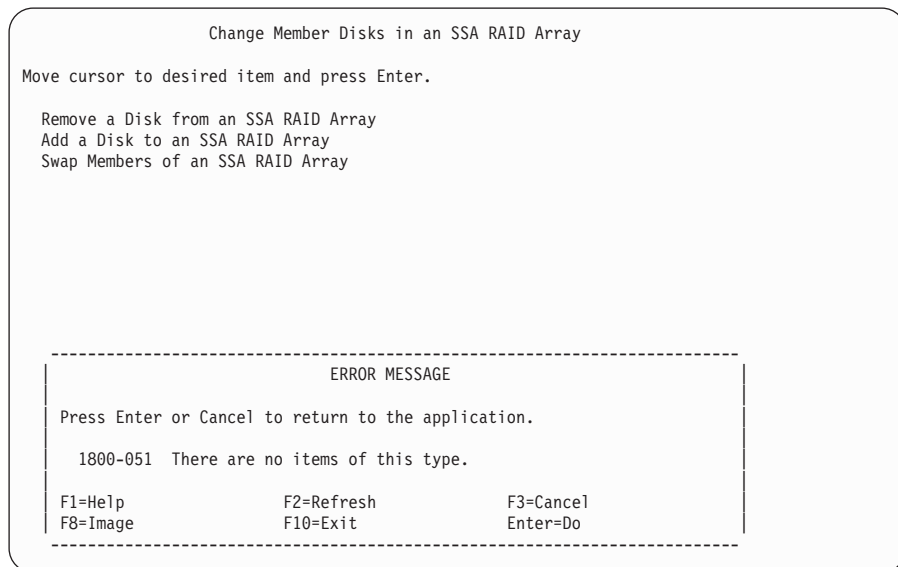 Change Member Disks in an SSA RAID Array
Move cursor to desired item and press Enter.
Remove a Disk from an SSA RAID Array
Add a Disk to an SSA RAID Array
Swap Members of an SSA RAID Array
ERROR MESSAGE
Press Enter or Cancel to return to the application.
1800-051 There are no items of this type.
F1=Help F2=Refresh F3=Cancel
F8=Image F10=Exit Enter=Do